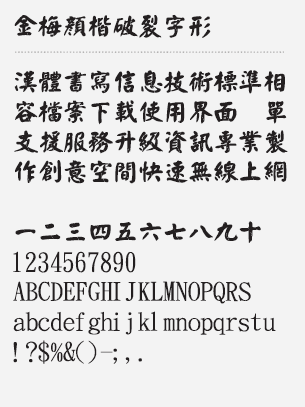 金梅顏楷破裂字形
漢體書寫信息技術標準相
容檔案下載使用界面 單
支援服務升級資訊專業製
作創意空間快速無線上網
一二三四五六七八九十
1234567890
ABCDEFGHIJKLMNOPQRS
abcdefghijklmnopqrstu
!?$%&()-;,.